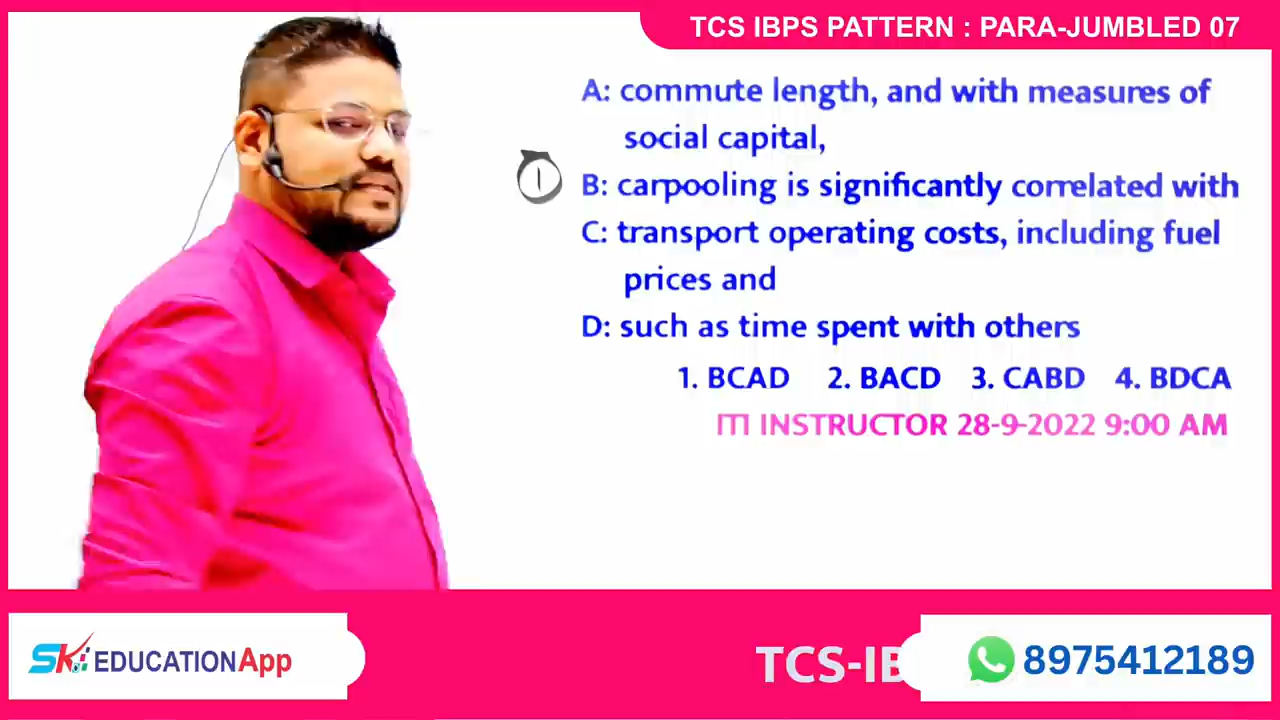 TCS IBPS PATTERN : PARA-JUMBLED 07
A: commute length, and with measures of
social capital,
1
B: carpooling is significantly correlated with
C: transport operating costs, including fuel
prices and
D: such as time spent with others
1. BCAD 2. BACD 3. CABD 4. BDCA
ITI INSTRUCTOR 28-9-2022 9:00 AM
SK EDUCATIONApp
TCS-IB
8975412189